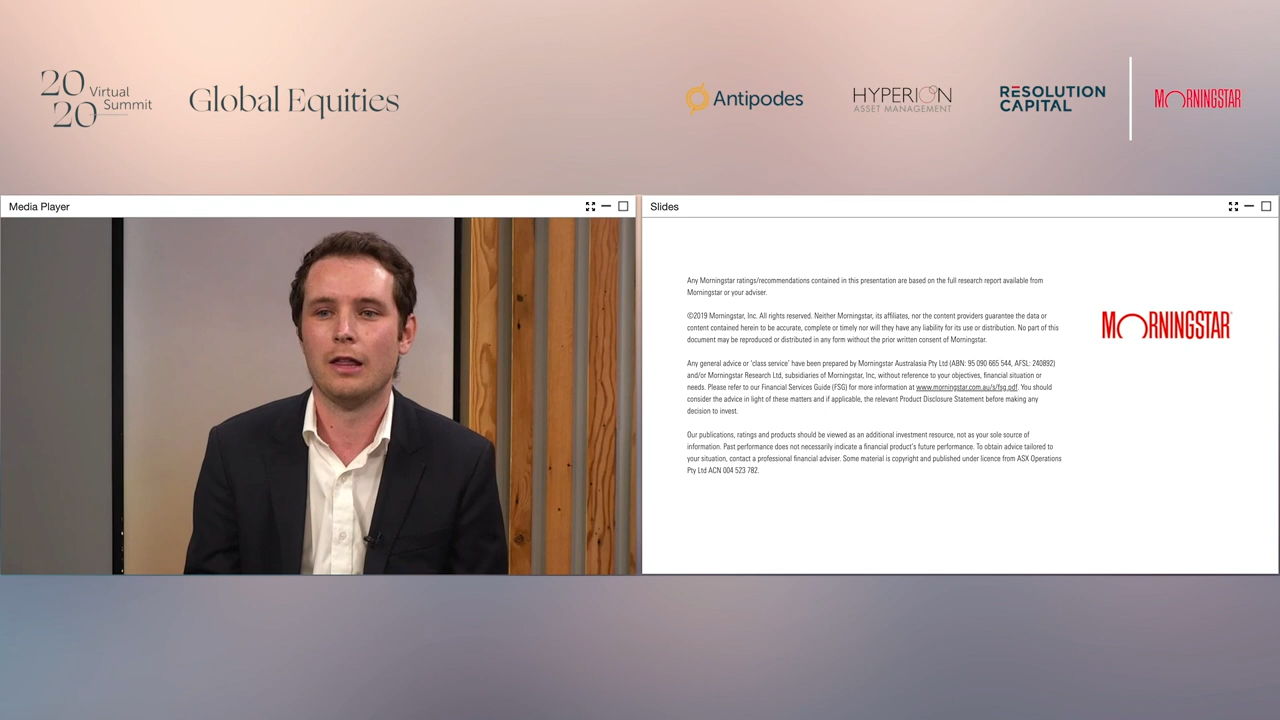 20
20
Virtual
Summit
Global Equities
Antipodes
HYPERION
ASSET MANAGEMENT
RESOLUTION
CAPITAL
MORNINGSTAR
Media Player
Slides
Any Morningstar ratings/recommendations contained in this presentation are based on the full research report available from
Morningstar or your adviser.
©2019 Morningstar, Inc. All rights reserved. Neither Morningstar, its affiliates, nor the content providers guarantee the data or
content contained herein to be accurate, complete or timely nor will they have any liability for its use or distribution. No part of this
document may be reproduced or distributed in any form without the prior written consent of Morningstar.
Any general advice or 'class service' have been prepared by Morningstar Australasia Pty Ltd (ABN: 95 090 665 544, AFSL: 240892)
and/or Morningstar Research Ltd, subsidiaries of Morningstar, Inc, without reference to your objectives, financial situation or
needs. Please refer to our Financial Services Guide (FSG) for more information at www.morningstar.com.au/s/fsg.pdf. You should
consider the advice in light of these matters and if applicable, the relevant Product Disclosure Statement before making any
decision to invest.
Our publications, ratings and products should be viewed as an additional investment resource, not as your sole source of
information. Past performance does not necessarily indicate a financial product's future performance. To obtain advice tailored to
your situation, contact a professional financial adviser. Some material is copyright and published under licence from ASX Operations
Pty Ltd ACN 004 523 782.
MORNINGSTAR